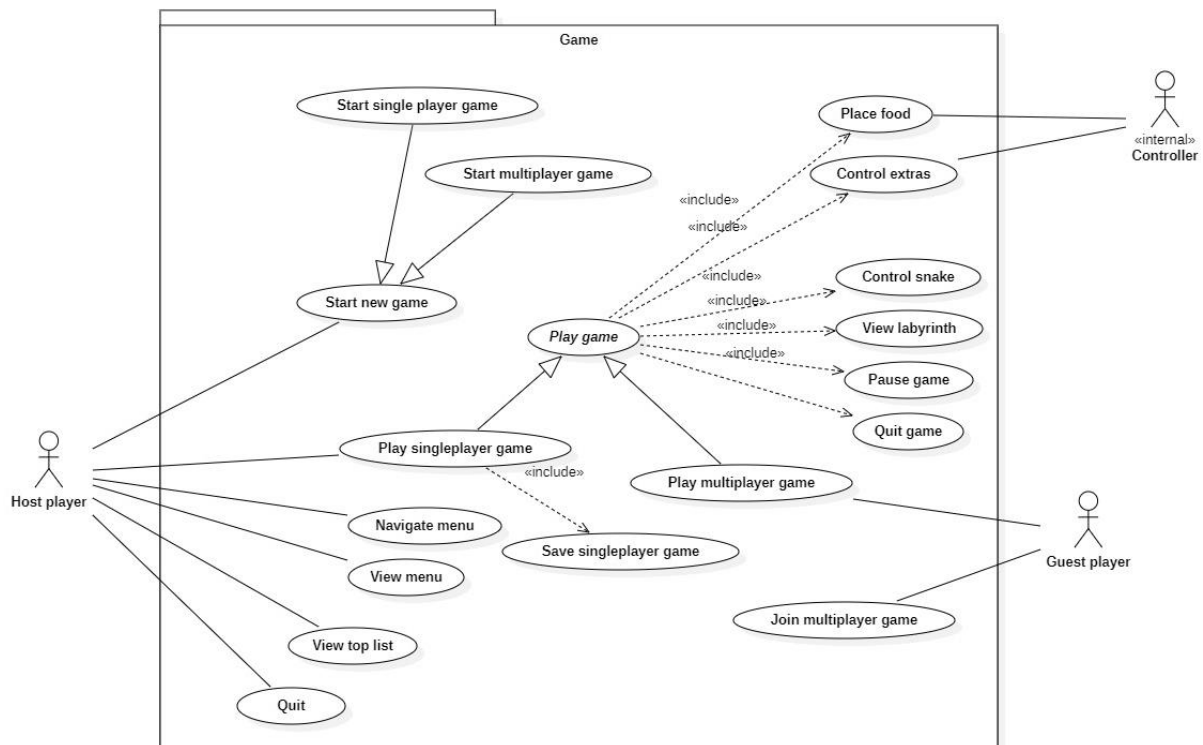 Game
Start single player game
Place food
«internal»
Controller
Start multiplayer game
Control extras
«include»
«include»
«include»
Control snake
«include»
Start new game
«include»
View labyrinth
Play game
«include»
Pause game
Quit game
Play singleplayer game
«include»
Play multiplayer game
Host player
Navigate menu
Save singleplayer game
Guest player
View menu
Join multiplayer game
View top list
Quit